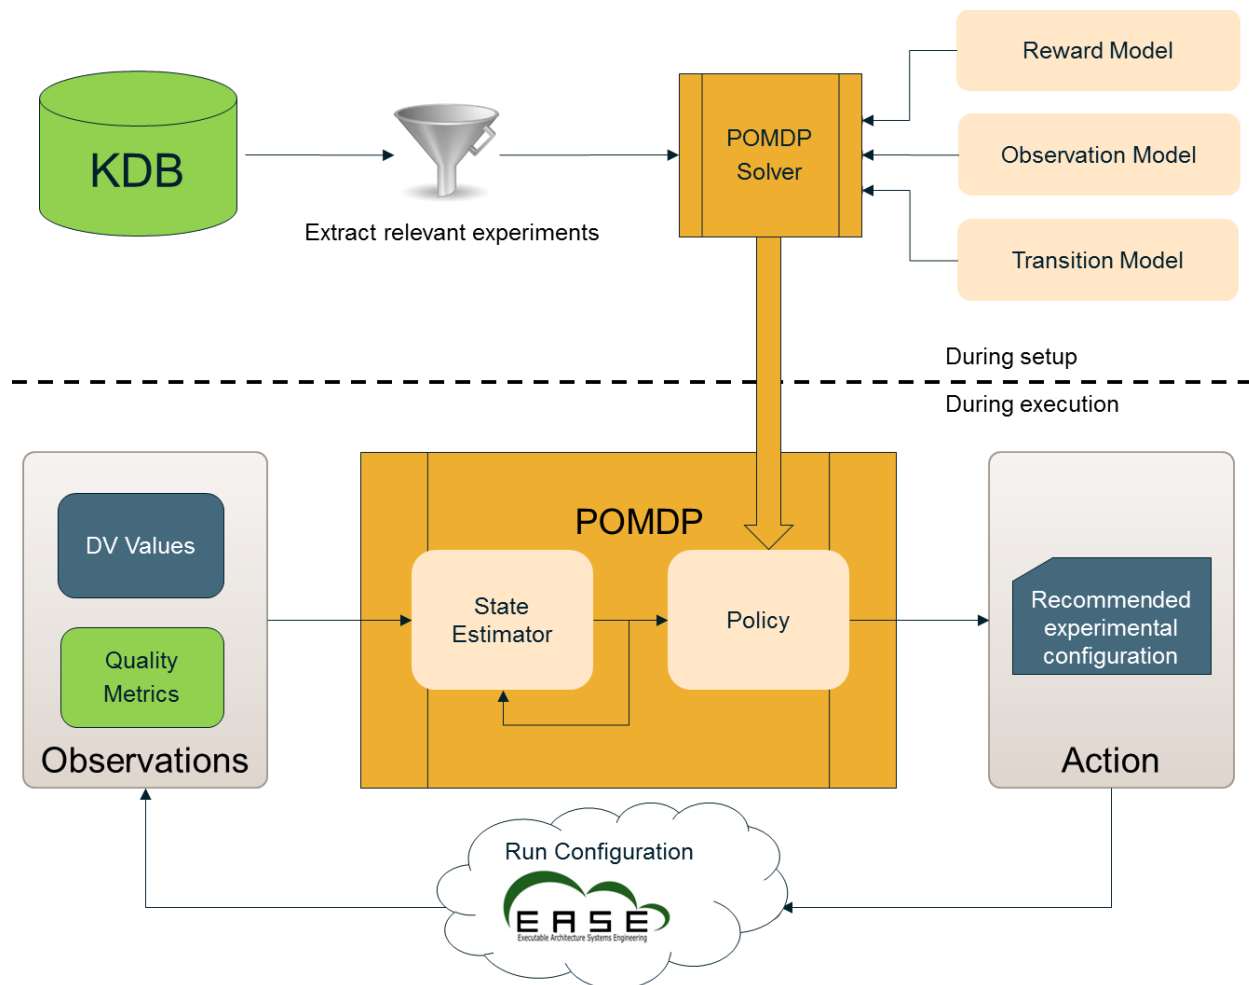 KDB
Extract relevant experiments
POMDP
Solver
Reward Model
Observation Model
Transition Model
During setup
During execution
DV Values
Quality
Metrics
Observations
POMDP
State
Estimator
Policy
Recommended
experimental
configuration
Action
Run Configuration
EASE
Executable Architecture Systems Engineering